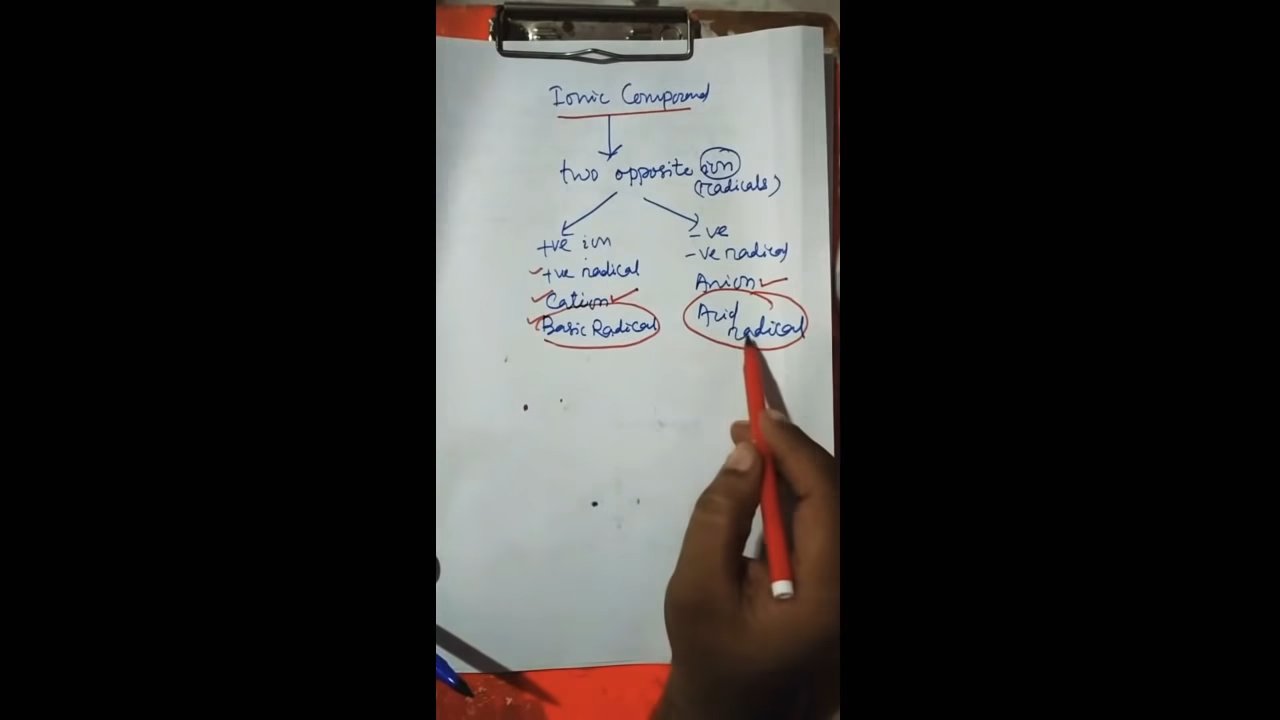 Ionic Compound
two opposite ion
(radicals)
+ve ion
+ve radical
Cation
Basic Radical
-ve
-ve radical
Anion
Acid
radical